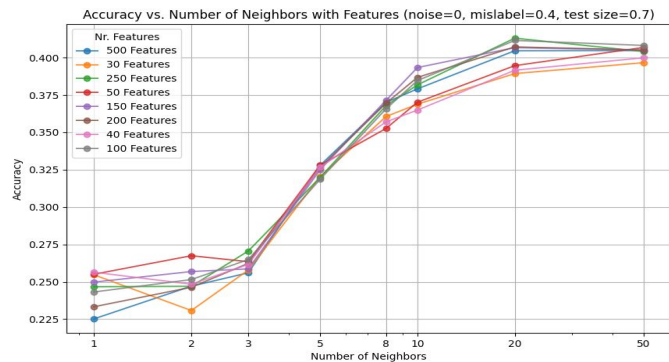 Accuracy vs. Number of Neighbors with Features (noise=0, mislabel=0.4, test size=0.7)
Nr. Features
500 Features
30 Features
250 Features
50 Features
150 Features
200 Features
40 Features
100 Features
Accuracy
0.400
0.375
0.350
0.325
0.300
0.275
0.250
0.225
1 2 3 5 8 10 20 50
Number of Neighbors